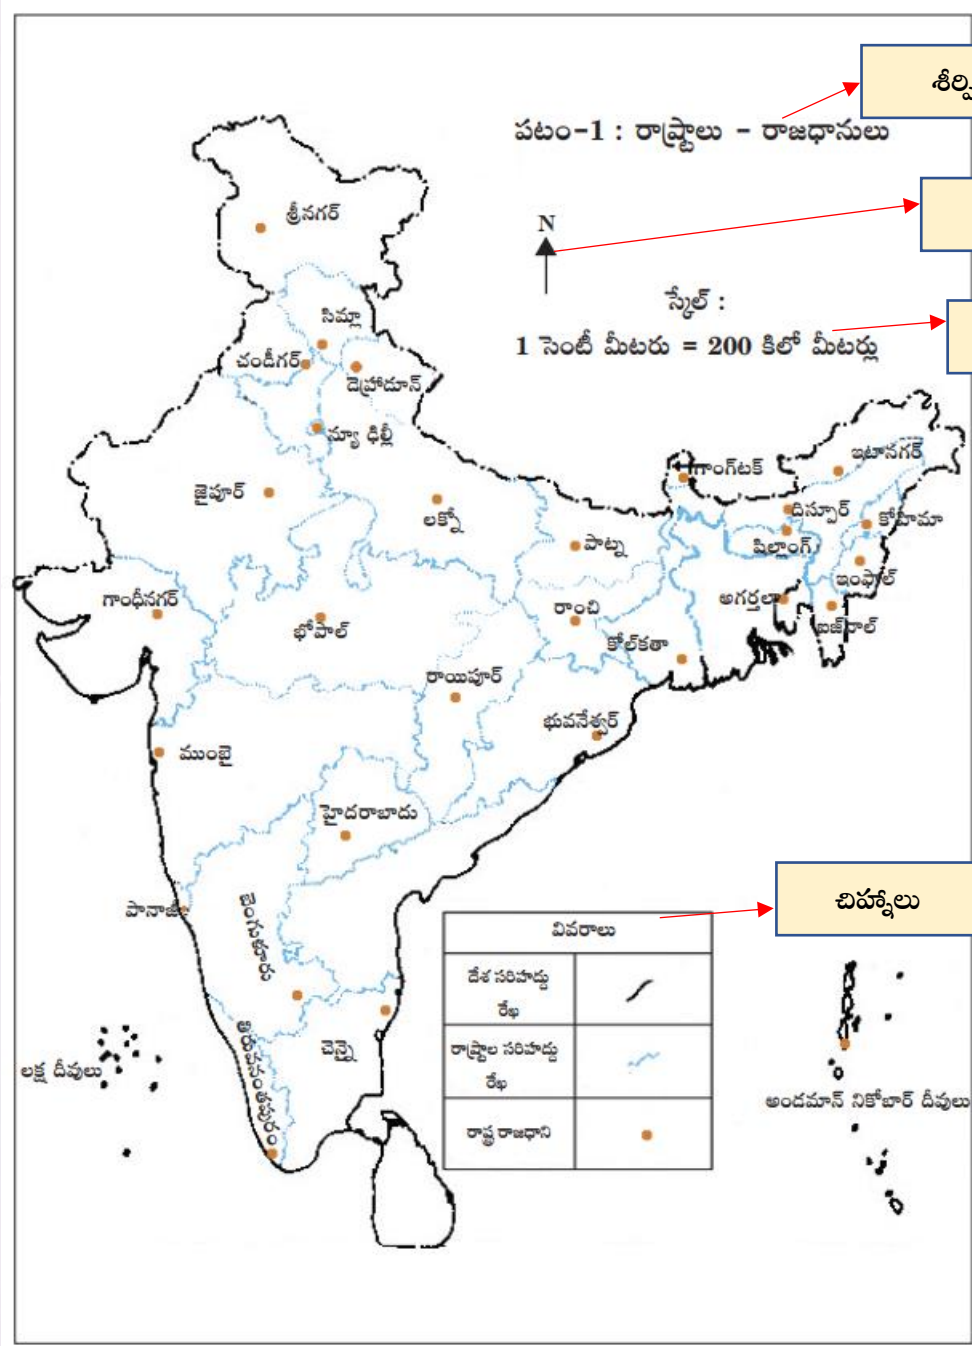 పటం-1 : రాష్ట్రాలు - రాజధానులు
N
స్కేల్ :
1 సెంటీ మీటరు = 200 కిలో మీటర్లు
శ్రీనగర్
సిమ్లా
చండీగర్
డెహ్రాడూన్
న్యూ ఢిల్లీ
జైపూర్
లక్నో
గాంగ్‌టక్
ఇటానగర్
దిస్పూర్
కోహిమా
షిల్లాంగ్
పాట్న
ఇంఫాల్
గాంధీనగర్
భోపాల్
రాంచి
అగర్తలా
ఐజ్‌రాల్
కోల్‌కతా
రాయిపూర్
భువనేశ్వర్
ముంబై
హైదరాబాదు
పానాజీ
బెంగుళూరు
చిహ్నాలు
వివరాలు
దేశ సరిహద్దు
రేఖ
రాష్ట్రాల సరిహద్దు
రేఖ
రాష్ట్ర రాజధాని
చెన్నై
తిరువనంతపురం
లక్ష దీవులు
అందమాన్ నికోబార్ దీవులు